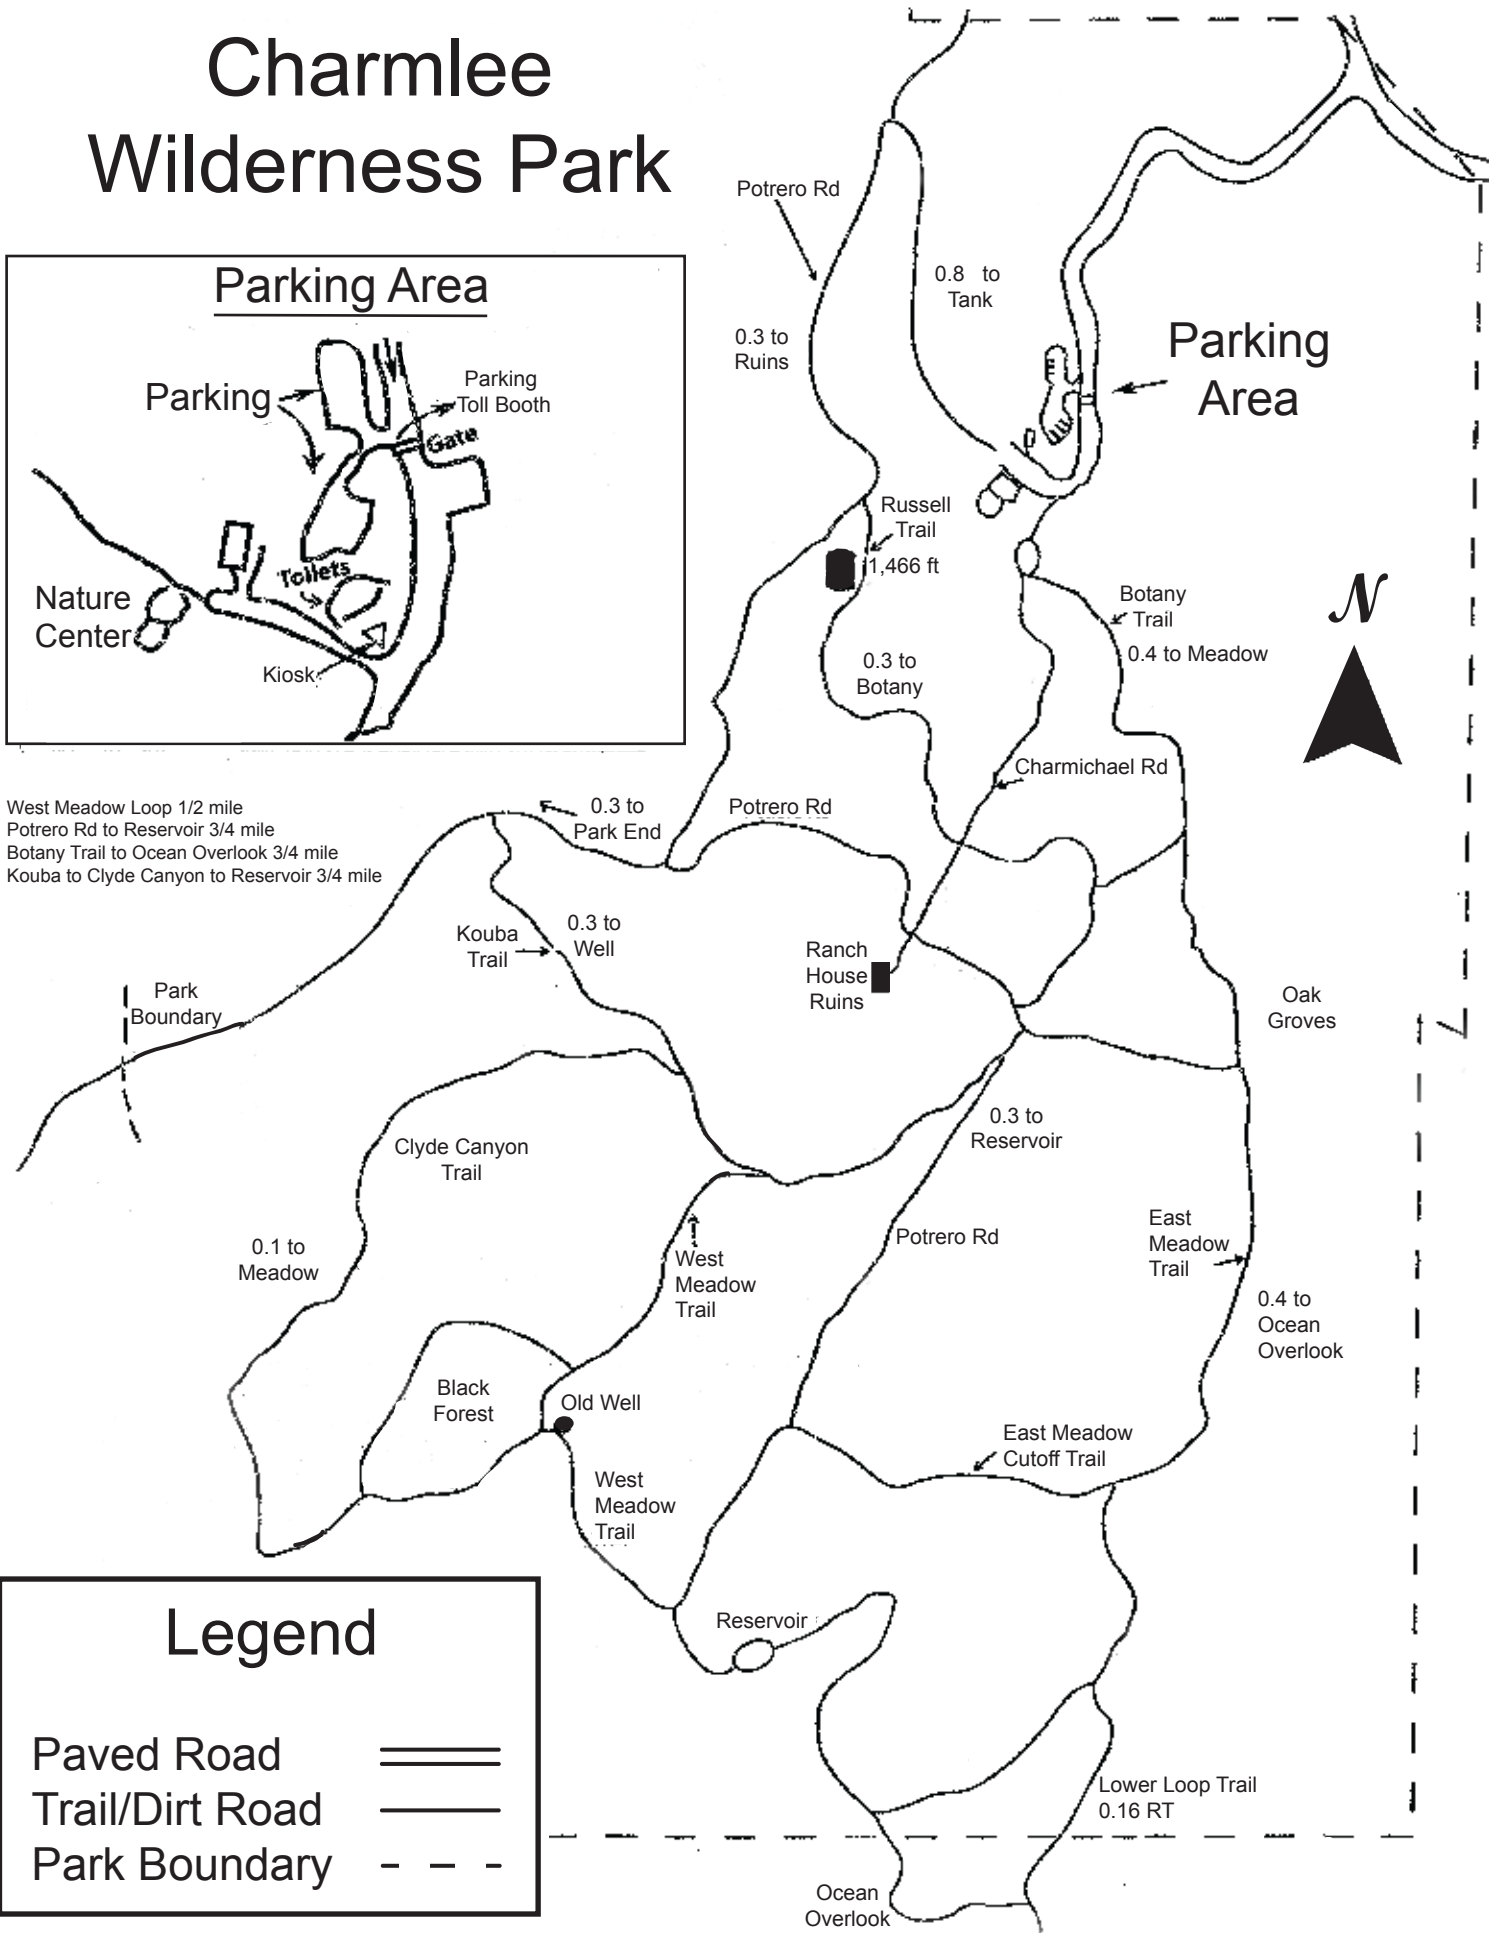 Charmlee
Wilderness Park
Parking Area
Parking
Parking
Toll Booth
Gate
Toilets
Nature
Center
Kiosk
West Meadow Loop 1/2 mile
Potrero Rd to Reservoir 3/4 mile
Botany Trail to Ocean Overlook 3/4 mile
Kouba to Clyde Canyon to Reservoir 3/4 mile
Potrero Rd
0.8 to
Tank
0.3 to
Ruins
Parking
Area
Russell
Trail
1,466 ft
Botany
Trail
0.4 to Meadow
N
0.3 to
Botany
Charmichael Rd
0.3 to
Park End
Potrero Rd
Kouba
Trail
0.3 to
Well
Ranch
House
Ruins
Park
Boundary
Oak
Groves
0.3 to
Reservoir
Clyde Canyon
Trail
0.1 to
Meadow
West
Meadow
Trail
Potrero Rd
East
Meadow
Trail
0.4 to
Ocean
Overlook
Black
Forest
Old Well
East Meadow
Cutoff Trail
West
Meadow
Trail
Reservoir
Lower Loop Trail
0.16 RT
Ocean
Overlook
Legend
Paved Road
Trail/Dirt Road
Park Boundary